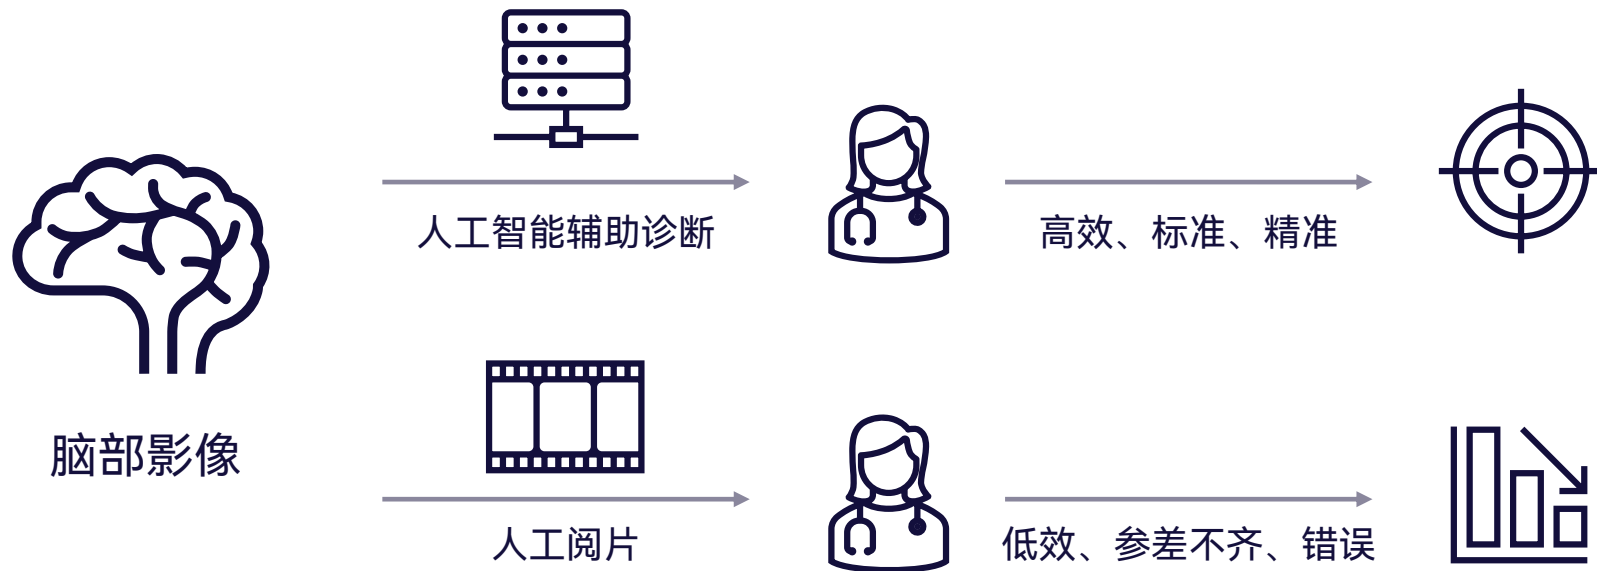 人工智能辅助诊断
高效、标准、精准
脑部影像
人工阅片
低效、参差不齐、错误